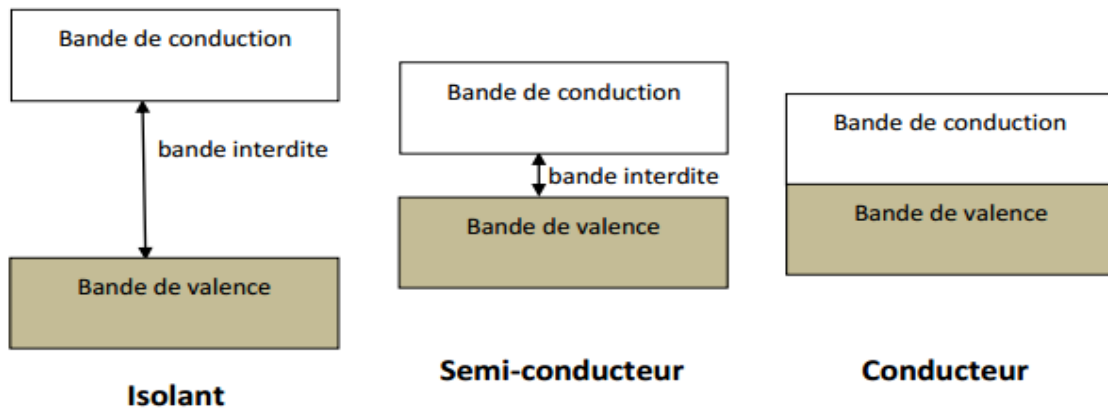 Bande de conduction
bande interdite
Bande de valence
Isolant
Bande de conduction
bande interdite
Bande de valence
Semi-conducteur
Bande de conduction
Bande de valence
Conducteur